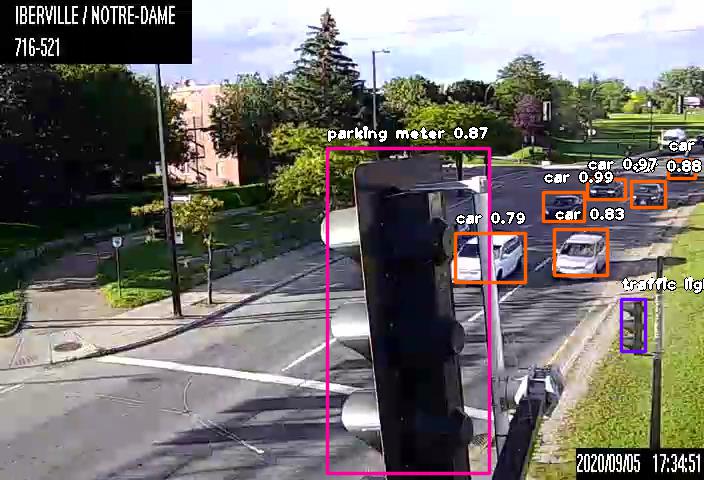 IBERVILLE / NOTRE-DAME
716-521
parking meter 0.87
car
car 0.97
0.88
car 0.99
car 0.79
car 0.83
traffic lig
2020/09/05 17:34:51